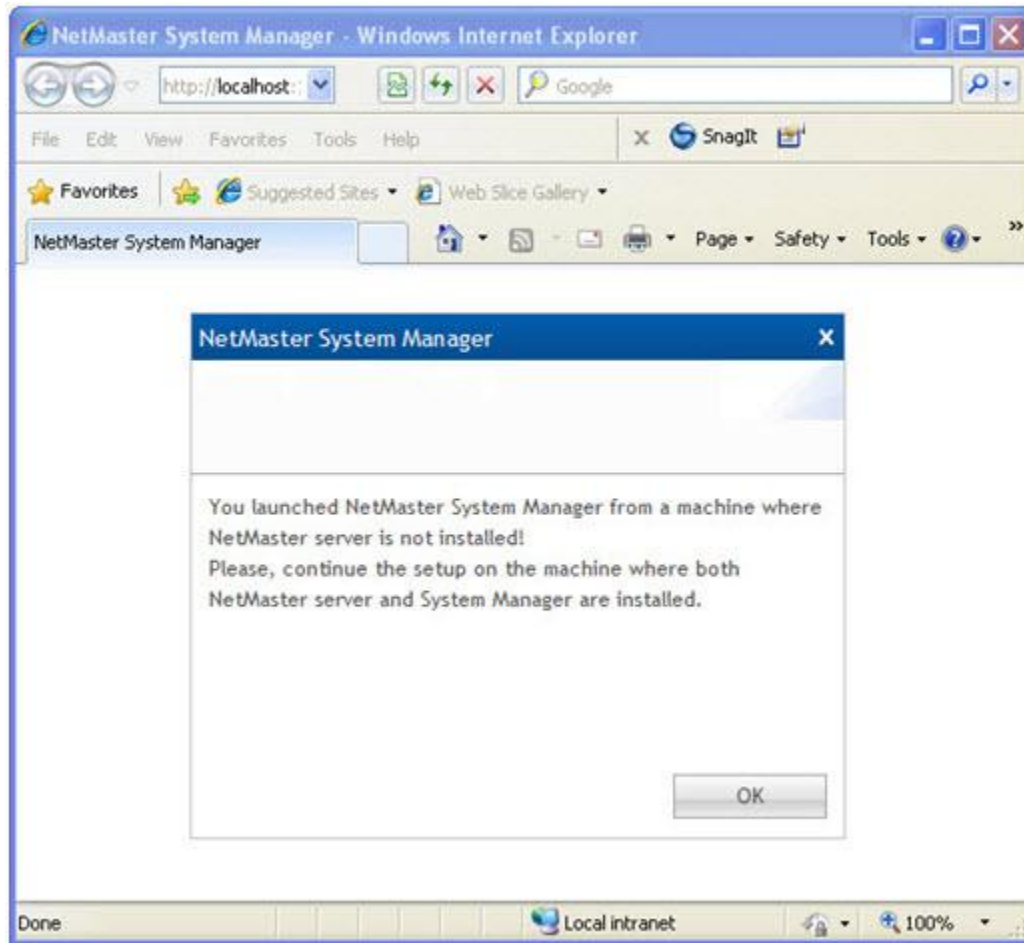 NetMaster System Manager - Windows Internet Explorer
http://localhost:
Google
File Edit View Favorites Tools Help
x SnagIt
Favorites Suggested Sites Web Slice Gallery
NetMaster System Manager
Page Safety Tools »
NetMaster System Manager x
You launched NetMaster System Manager from a machine where
NetMaster server is not installed!
Please, continue the setup on the machine where both
NetMaster server and System Manager are installed.
OK
Done Local intranet 100%